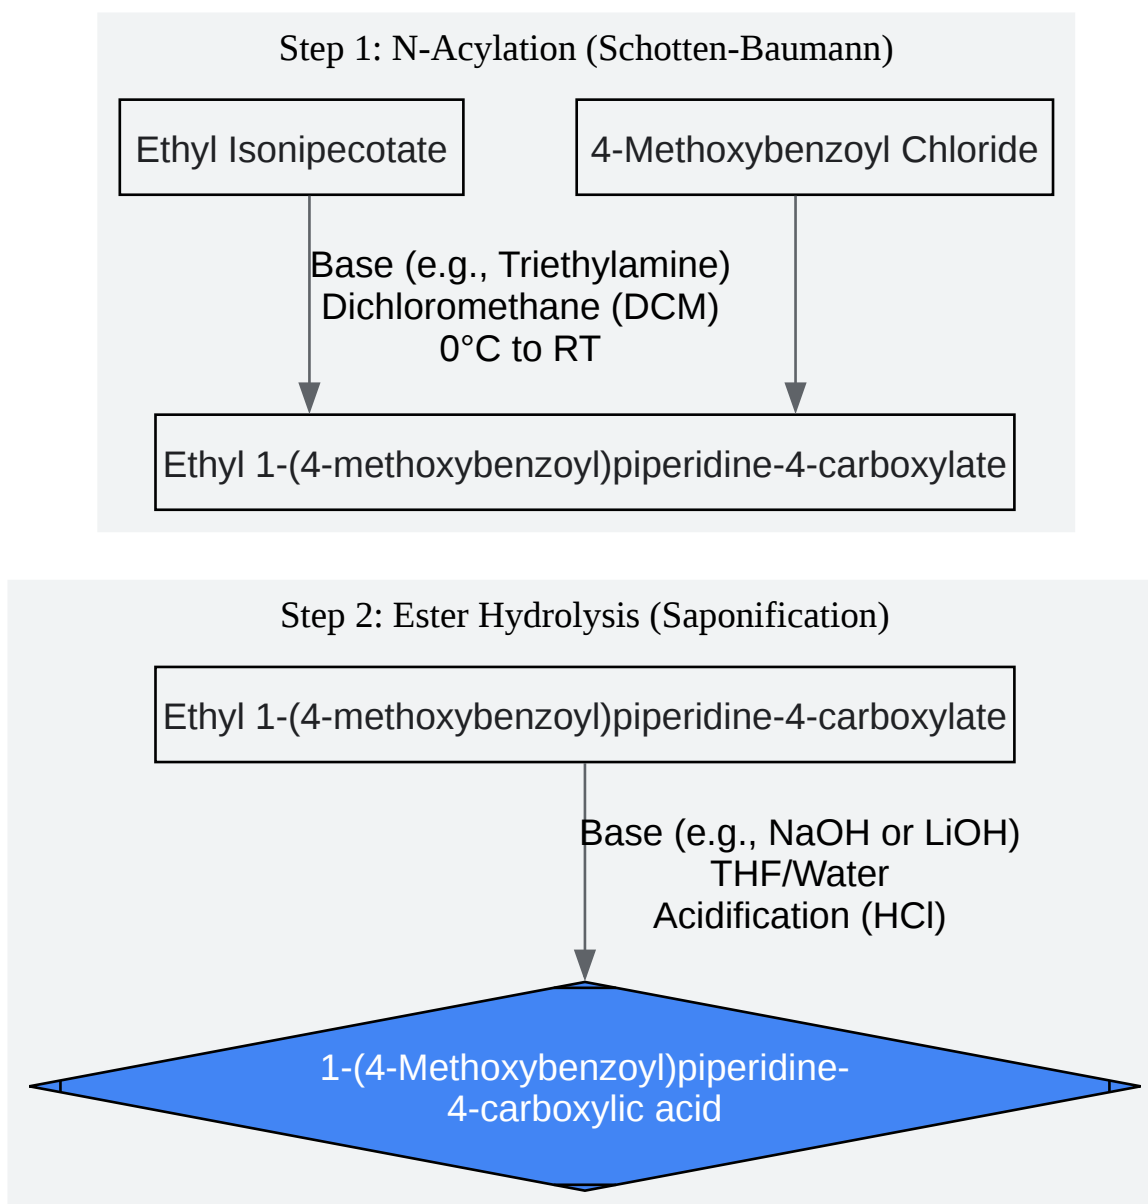 Step 1: N-Acylation (Schotten-Baumann)
Ethyl Isonipecotate
4-Methoxybenzoyl Chloride
Base (e.g., Triethylamine)
Dichloromethane (DCM)
0°C to RT
Ethyl 1-(4-methoxybenzoyl)piperidine-4-carboxylate
Step 2: Ester Hydrolysis (Saponification)
Ethyl 1-(4-methoxybenzoyl)piperidine-4-carboxylate
Base (e.g., NaOH or LiOH)
THF/Water
Acidification (HCl)
1-(4-Methoxybenzoyl)piperidine-
4-carboxylic acid